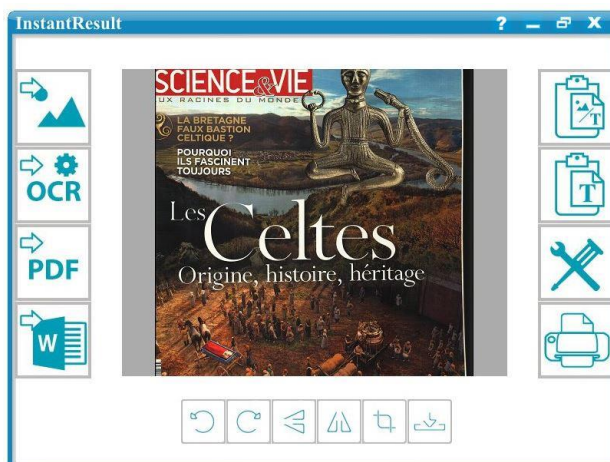 InstantResult
?
OCR
PDF
W
SCIENCE&VIE
UX RACINES DU MONDE
LA BRETAGNE
FAUX BASTION
CELTIQUE ?
POURQUOI
ILS FASCINENT
TOUJOURS
Les Celtes
Origine, histoire, héritage
T
T